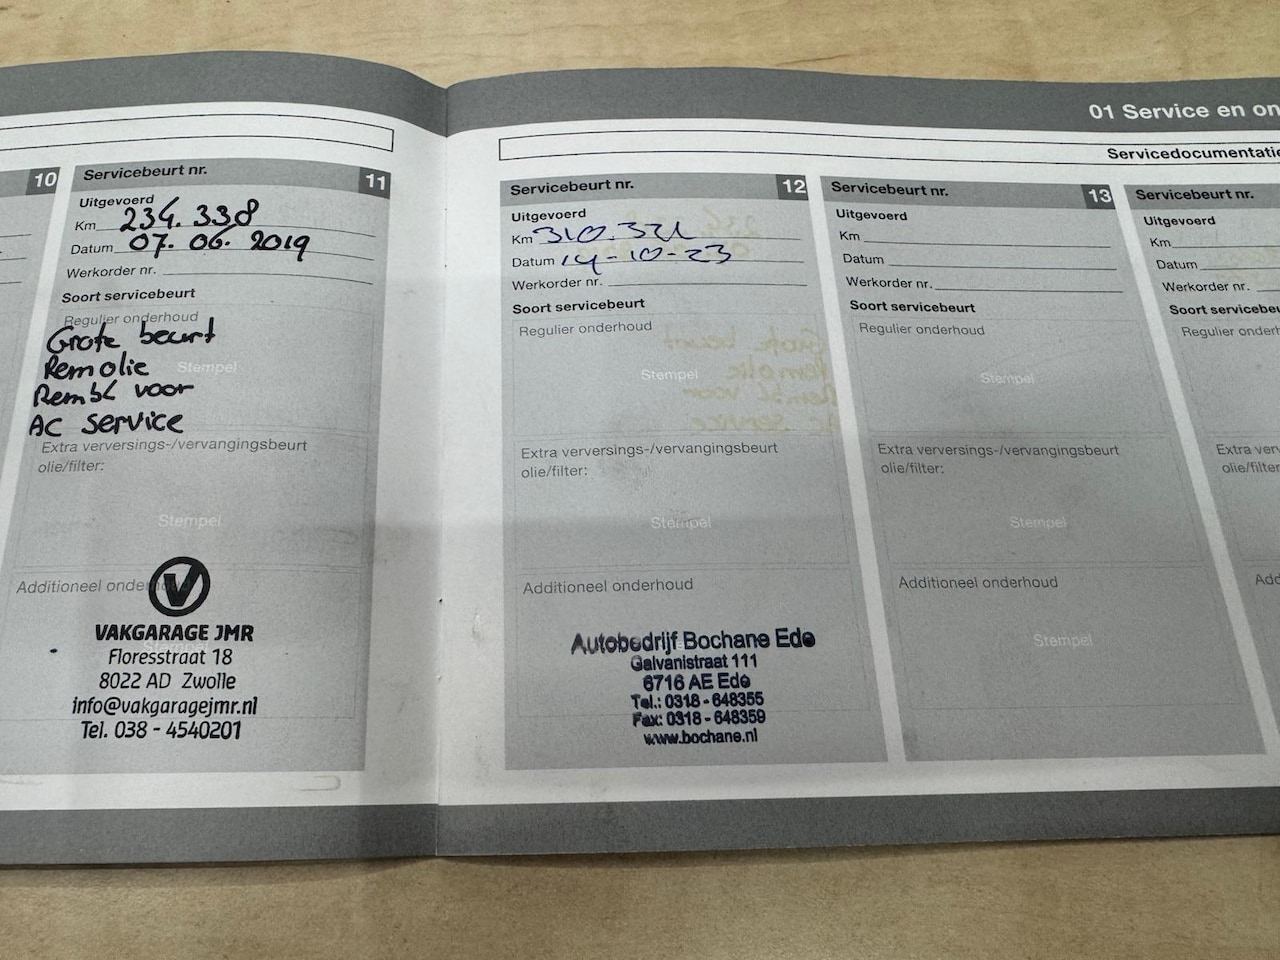 01 Service en on
Servicedocumentatie
10
Servicebeurt nr. 11
Uitgevoerd
Km 234.338
Datum 07. 06. 2019
Werkorder nr.
Soort servicebeurt
Regulier onderhoud
Grote beurt
Remolie
Stempel
Rembl voor
AC service
Extra verversings-/vervangingsbeurt
olie/filter:
Stempel
Additioneel onderhoud
V
VAKGARAGE JMR
Floresstraat 18
8022 AD Zwolle
info@vakgaragejmr.nl
Tel. 038 - 4540201
Servicebeurt nr. 12
Uitgevoerd
Km 310.321
Datum 14-10-23
Werkorder nr.
Soort servicebeurt
Regulier onderhoud
Stempel
Extra verversings-/vervangingsbeurt
olie/filter:
Stempel
Additioneel onderhoud
Autobedrijf Bochane Ede
Galvanistraat 111
6716 AE Ede
Tel.: 0318 - 648355
Fax: 0318 - 648359
www.bochane.nl
Servicebeurt nr. 13
Uitgevoerd
Km
Datum
Werkorder nr.
Soort servicebeurt
Regulier onderhoud
Stempel
Extra verversings-/vervangingsbeurt
olie/filter:
Stempel
Additioneel onderhoud
Stempel
Servicebeurt nr.
Uitgevoerd
Km
Datum
Werkorder nr.
Soort servicebeu
Regulier onderh
Extra ver
olie/filter:
Add